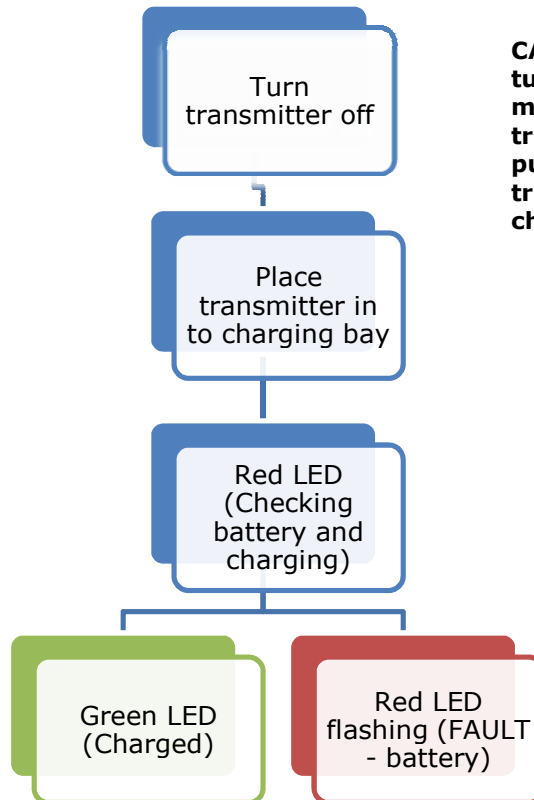 Turn
transmitter off
Place
transmitter in
to charging bay
Red LED
(Checking
battery and
charging)
Green LED
(Charged)
Red LED
flashing (FAULT
- battery)